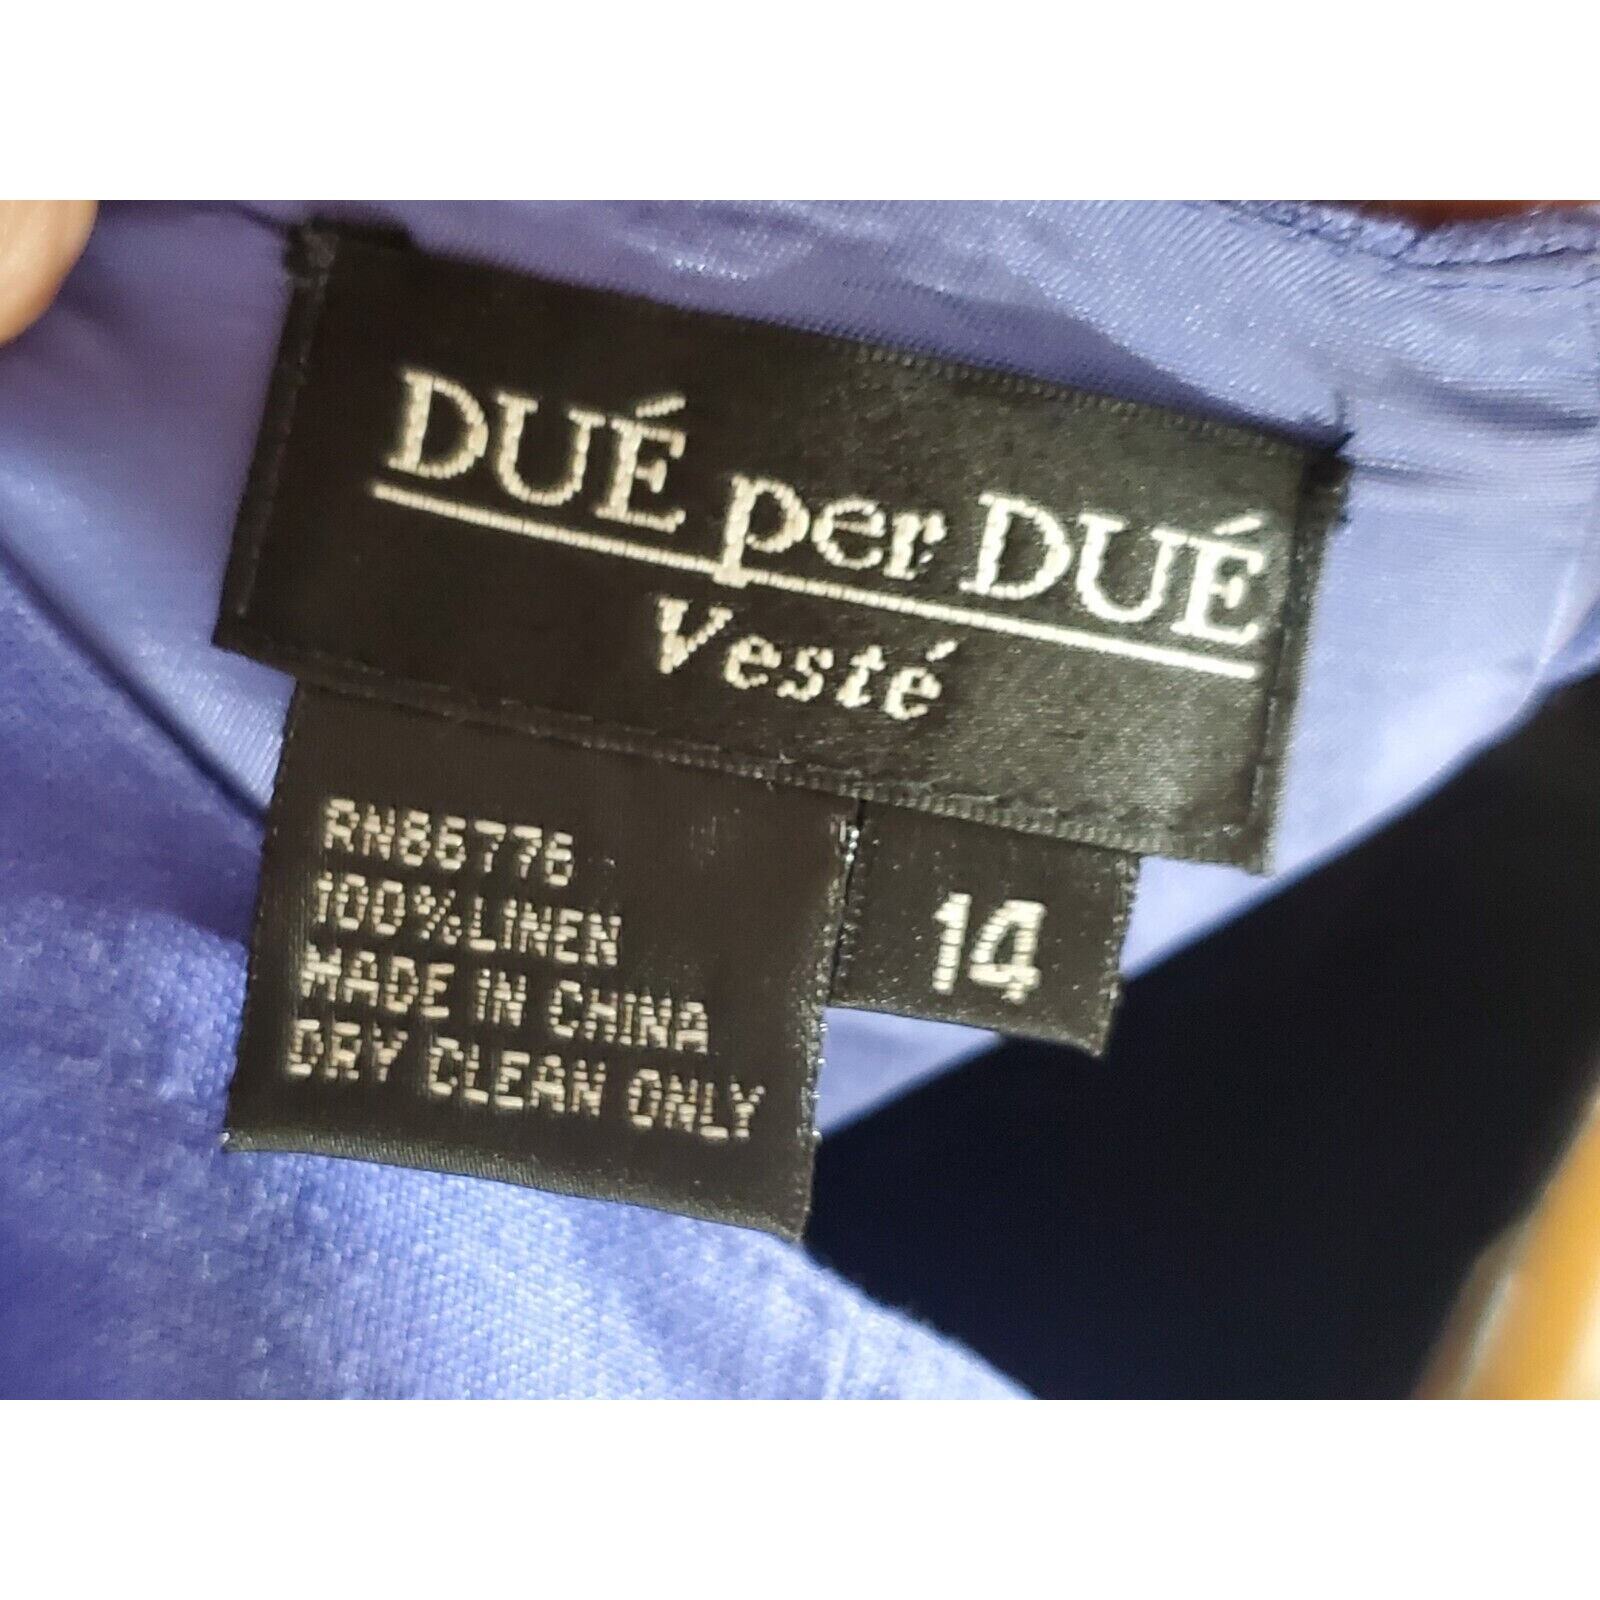 DUÉ per DUÉ
Vesté
RN86776
100%LINEN
MADE IN CHINA
DRY CLEAN ONLY
14